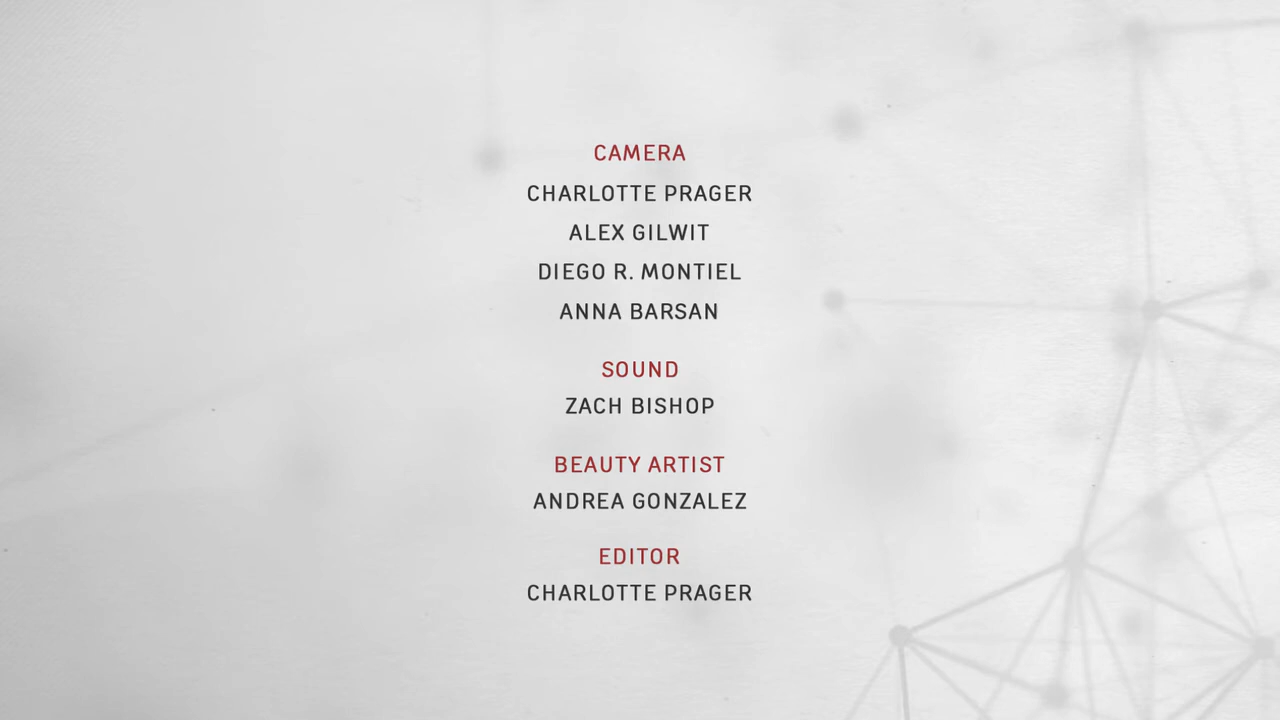 CAMERA
CHARLOTTE PRAGER
ALEX GILWIT
DIEGO R. MONTIEL
ANNA BARSAN
SOUND
ZACH BISHOP
BEAUTY ARTIST
ANDREA GONZALEZ
EDITOR
CHARLOTTE PRAGER